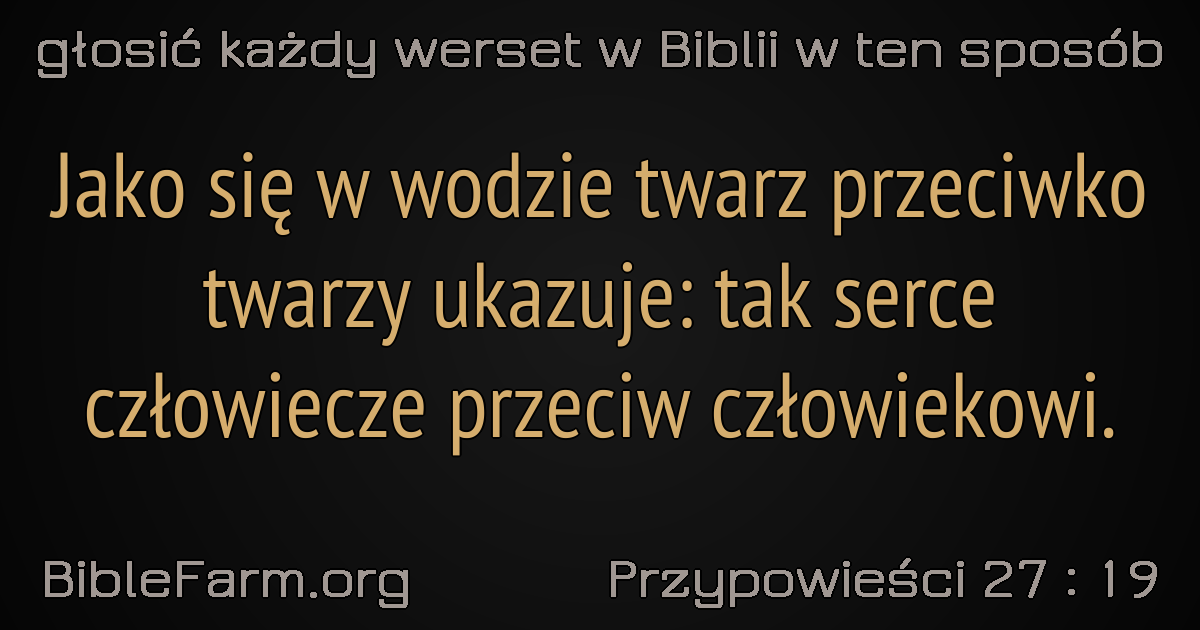 głosić każdy werset w Biblii w ten sposób
Jako się w wodzie twarz przeciwko
twarzy ukazuje: tak serce
człowiecze przeciw człowiekowi.
BibleFarm.org Przypowieści 27 : 19